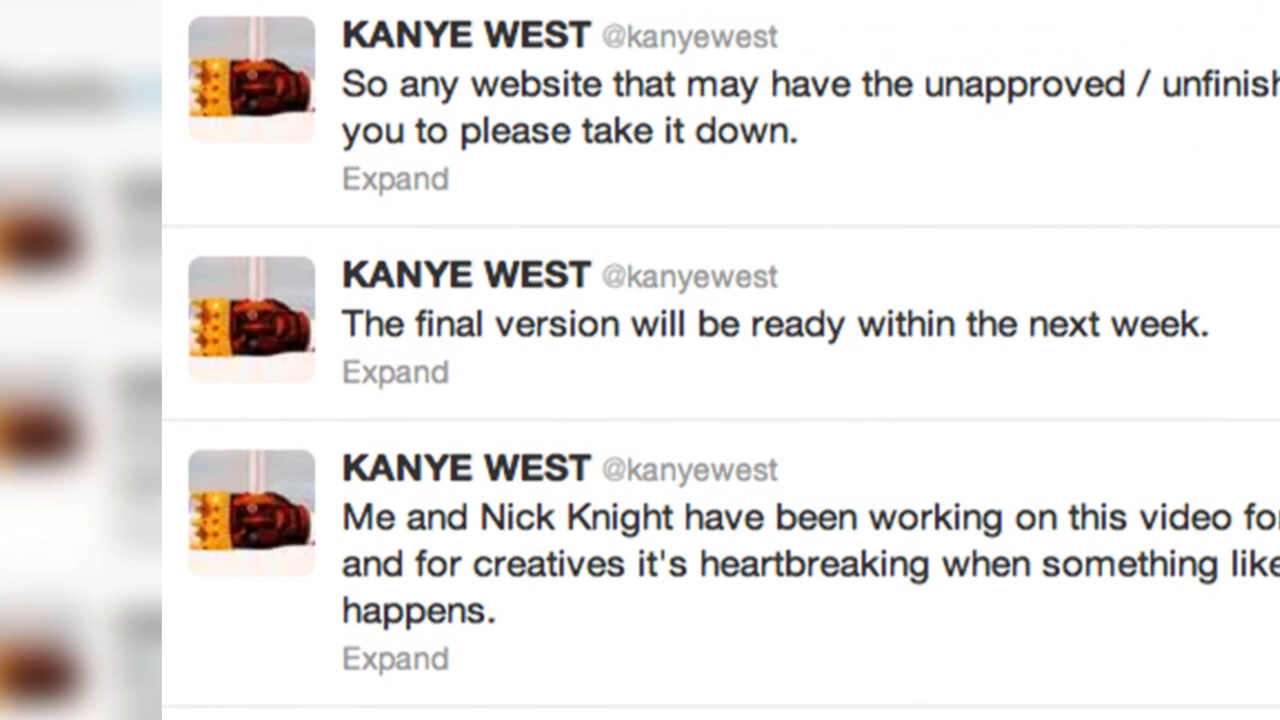 KANYE WEST @kanyewest
So any website that may have the unapproved / unfinish
you to please take it down.
Expand
KANYE WEST @kanyewest
The final version will be ready within the next week.
Expand
KANYE WEST @kanyewest
Me and Nick Knight have been working on this video for
and for creatives it's heartbreaking when something like
happens.
Expand